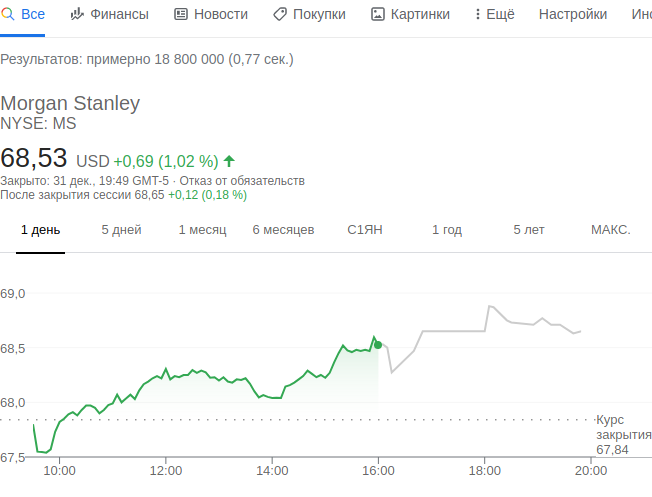 Все Финансы Новости Покупки Картинки Ещё Настройки
Результатов: примерно 18 800 000 (0,77 сек.)
Morgan Stanley
NYSE: MS
68,53 USD +0,69 (1,02 %)
Закрыто: 31 дек., 19:49 GMT-5 · Отказ от обязательств
После закрытия сессии 68,65 +0,12 (0,18 %)
1 день 5 дней 1 месяц 6 месяцев С1ЯН 1 год 5 лет МАКС.
69,0
68,5
68,0
Курс
закрытия
67,84
67,5
10:00 12:00 14:00 16:00 18:00 20:00